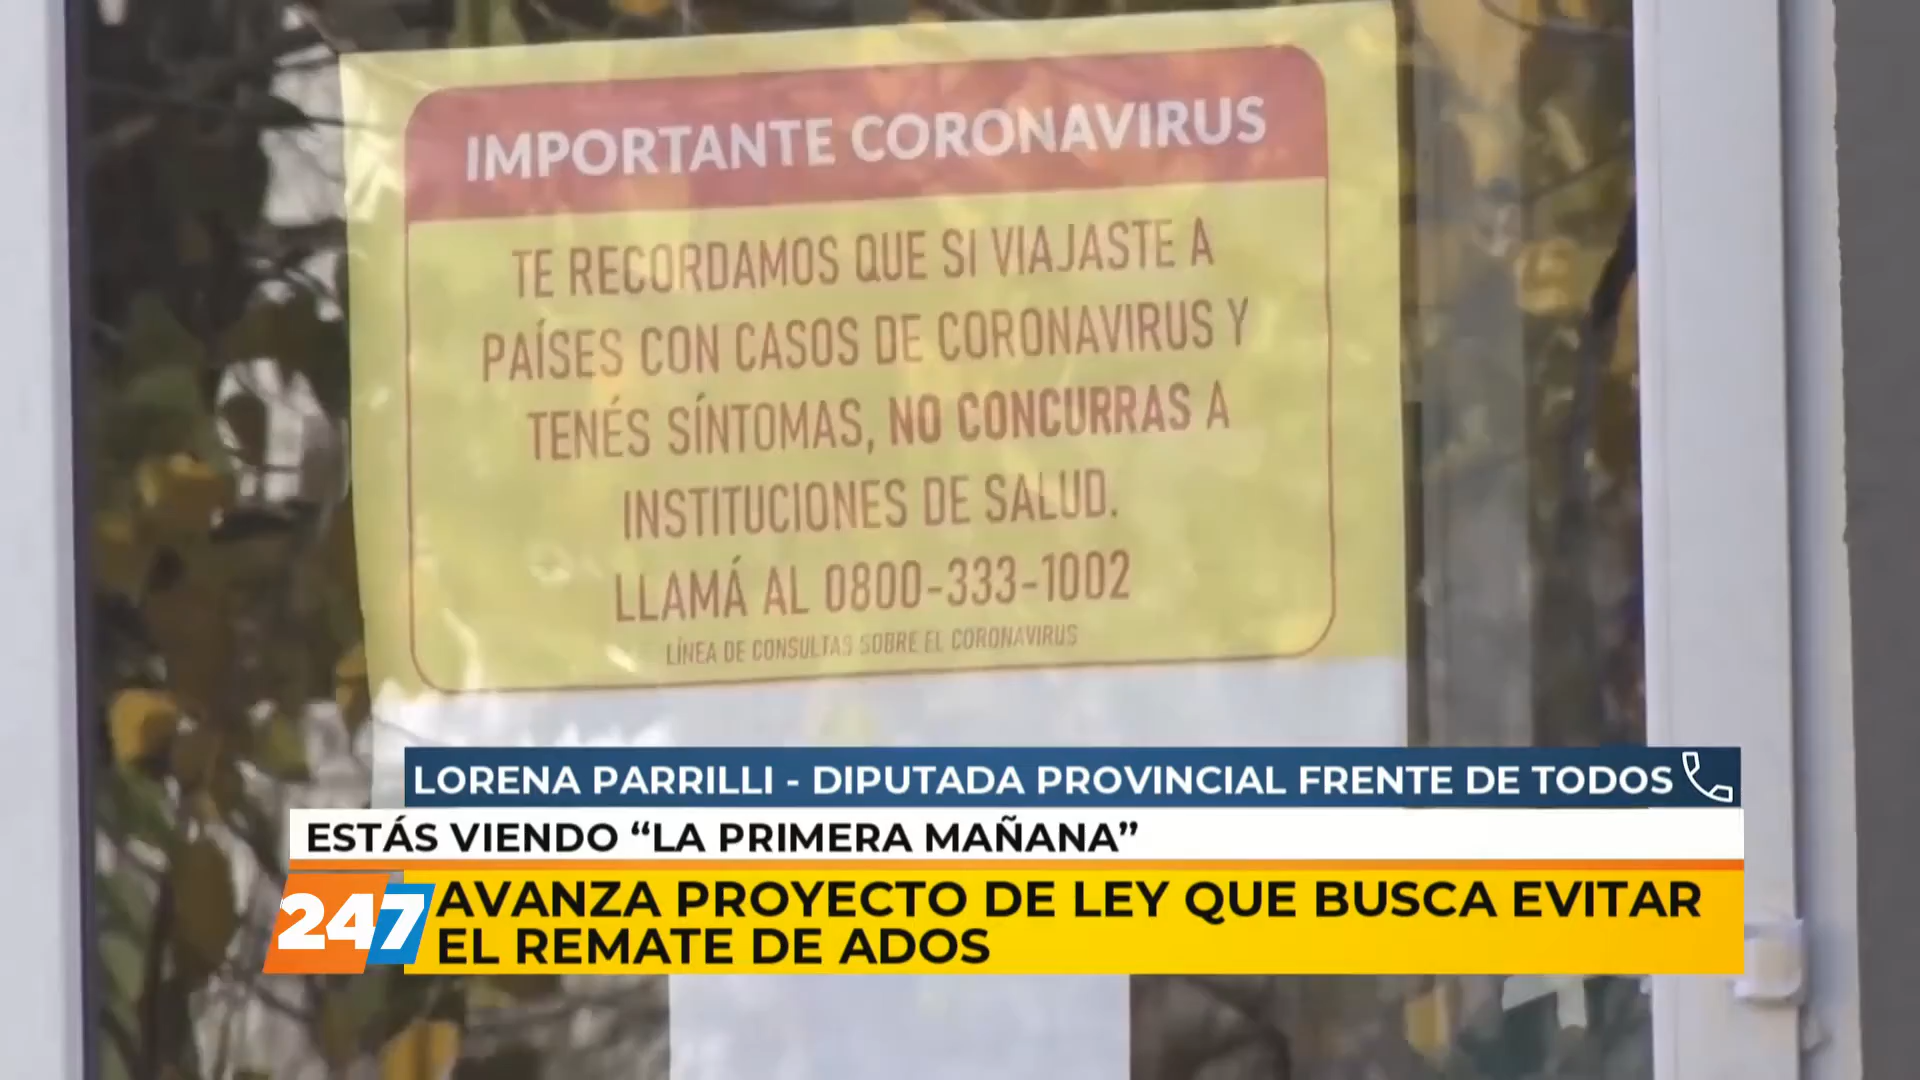 IMPORTANTE CORONAVIRUS
TE RECORDAMOS QUE SI VIAJASTE A
PAÍSES CON CASOS DE CORONAVIRUS Y
TENÉS SÍNTOMAS, NO CONCURRAS A
INSTITUCIONES DE SALUD.
LLAMÁ AL 0800-333-1002
LÍNEA DE CONSULTAS SOBRE EL CORONAVIRUS
LORENA PARRILLI - DIPUTADA PROVINCIAL FRENTE DE TODOS
ESTÁS VIENDO “LA PRIMERA MAÑANA”
247
AVANZA PROYECTO DE LEY QUE BUSCA EVITAR
EL REMATE DE ADOS